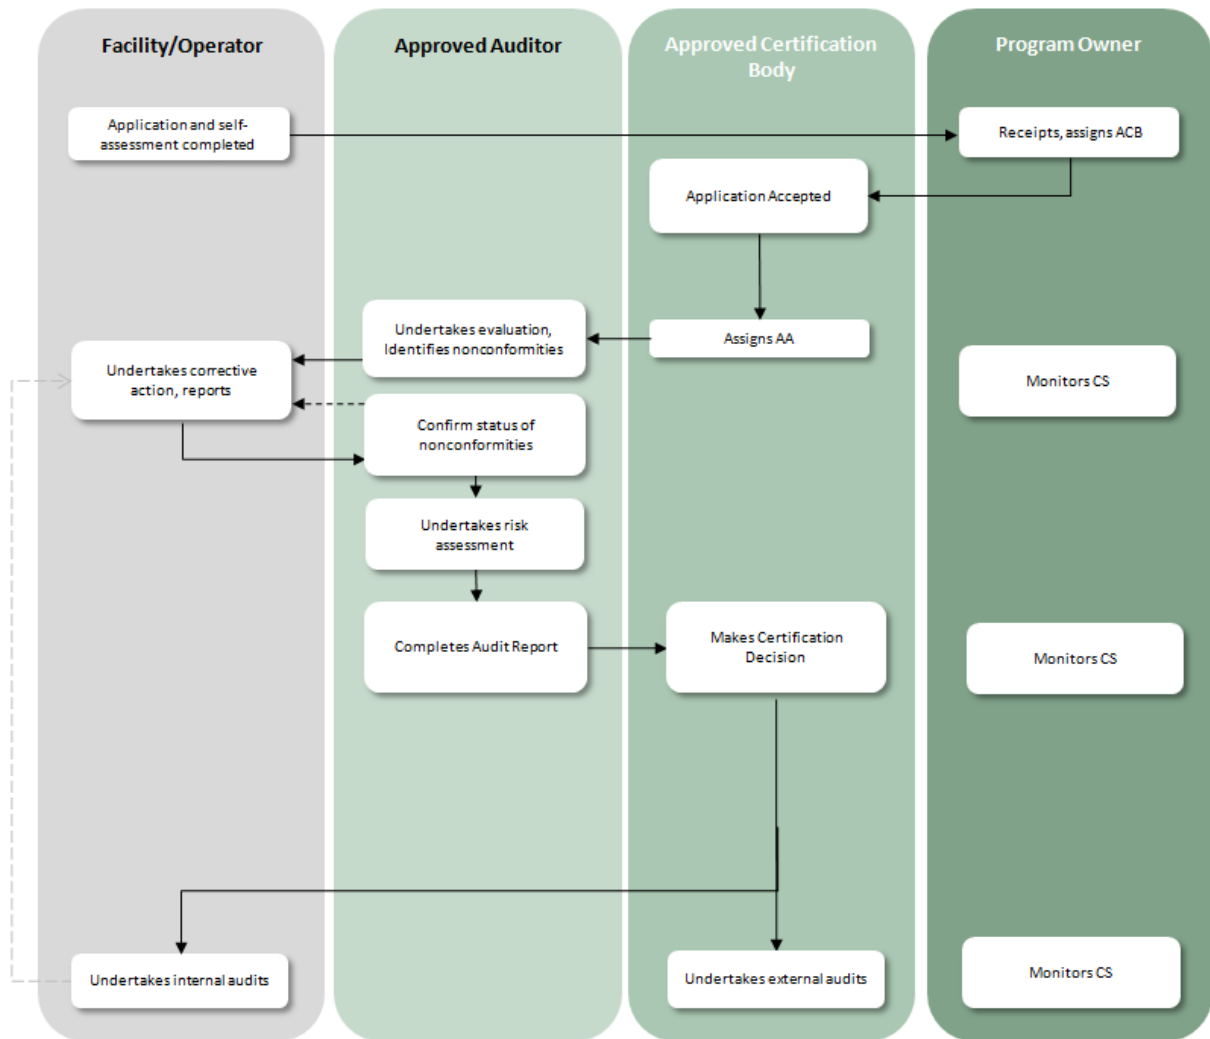 Facility/Operator
Approved Auditor
Approved Certification
Body
Program Owner
Application and self-
assessment completed
Receipts, assigns ACB
Application Accepted
Undertakes evaluation,
Identifies nonconformities
Assigns AA
Undertakes corrective
action, reports
Monitors CS
Confirm status of
nonconformities
Undertakes risk
assessment
Completes Audit Report
Makes Certification
Decision
Monitors CS
Undertakes internal audits
Undertakes external audits
Monitors CS